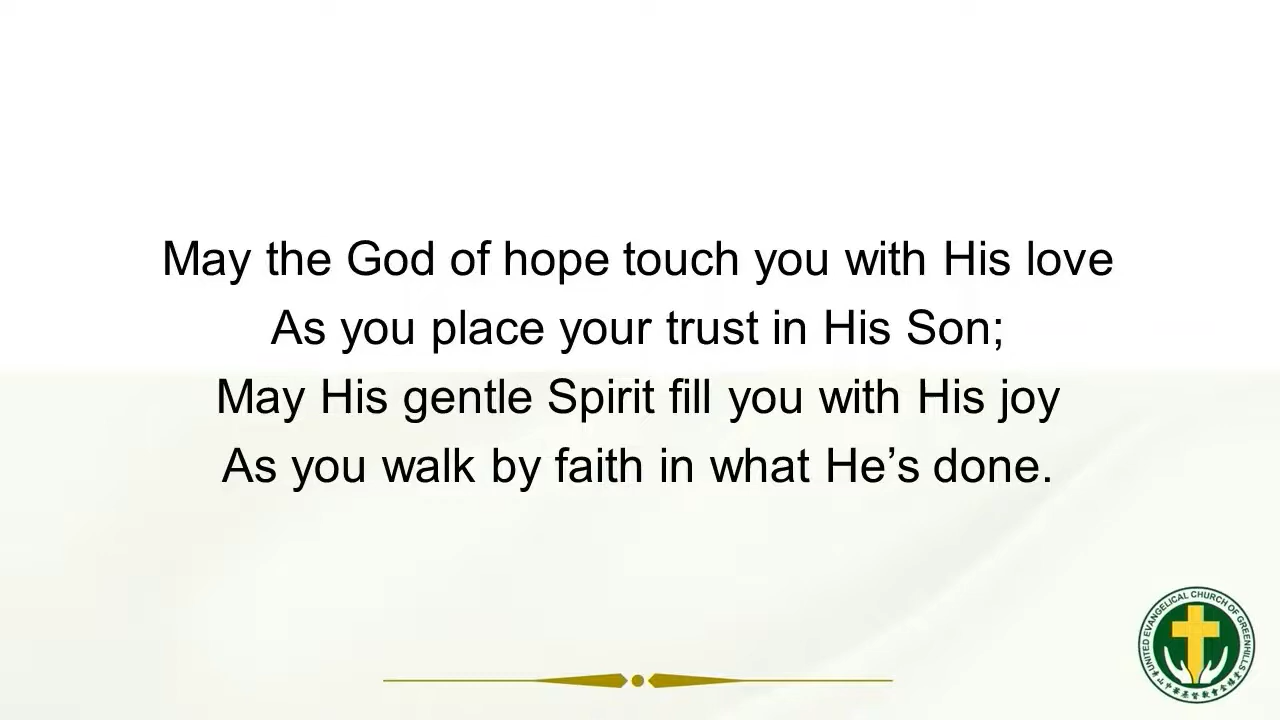 May the God of hope touch you with His love
As you place your trust in His Son;
May His gentle Spirit fill you with His joy
As you walk by faith in what He’s done.
UNITED EVANGELICAL CHURCH OF GREENHILLS